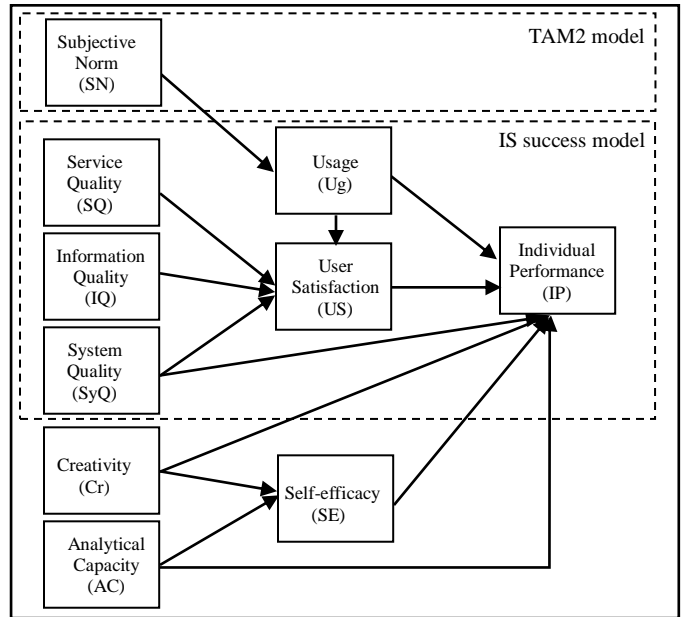 TAM2 model
Subjective
Norm
(SN)
IS success model
Service
Quality
(SQ)
Usage
(Ug)
Information
Quality
(IQ)
User
Satisfaction
(US)
Individual
Performance
(IP)
System
Quality
(SyQ)
Creativity
(Cr)
Self-efficacy
(SE)
Analytical
Capacity
(AC)